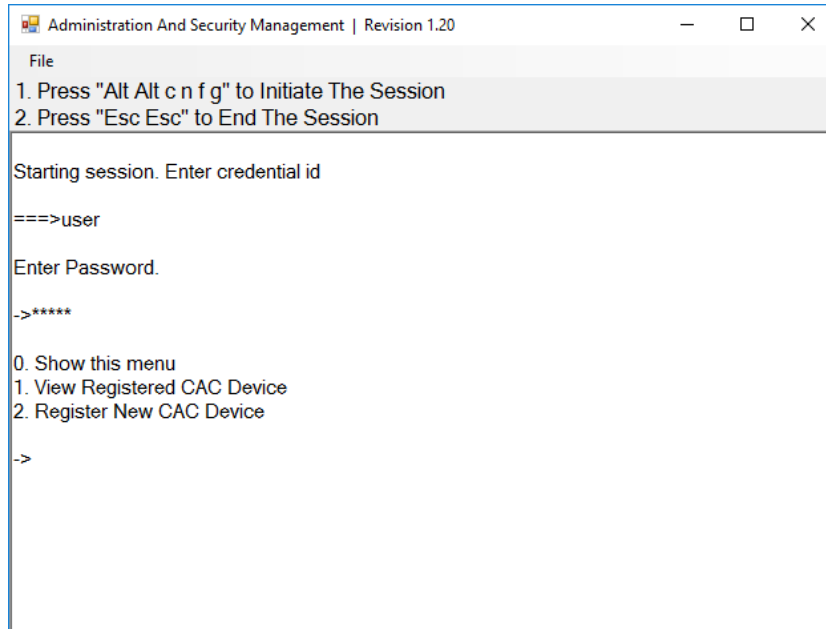 Administration And Security Management | Revision 1.20
File
1. Press "Alt Alt c n f g" to Initiate The Session
2. Press "Esc Esc" to End The Session
Starting session. Enter credential id
===>user
Enter Password.
->*****
0. Show this menu
1. View Registered CAC Device
2. Register New CAC Device
->